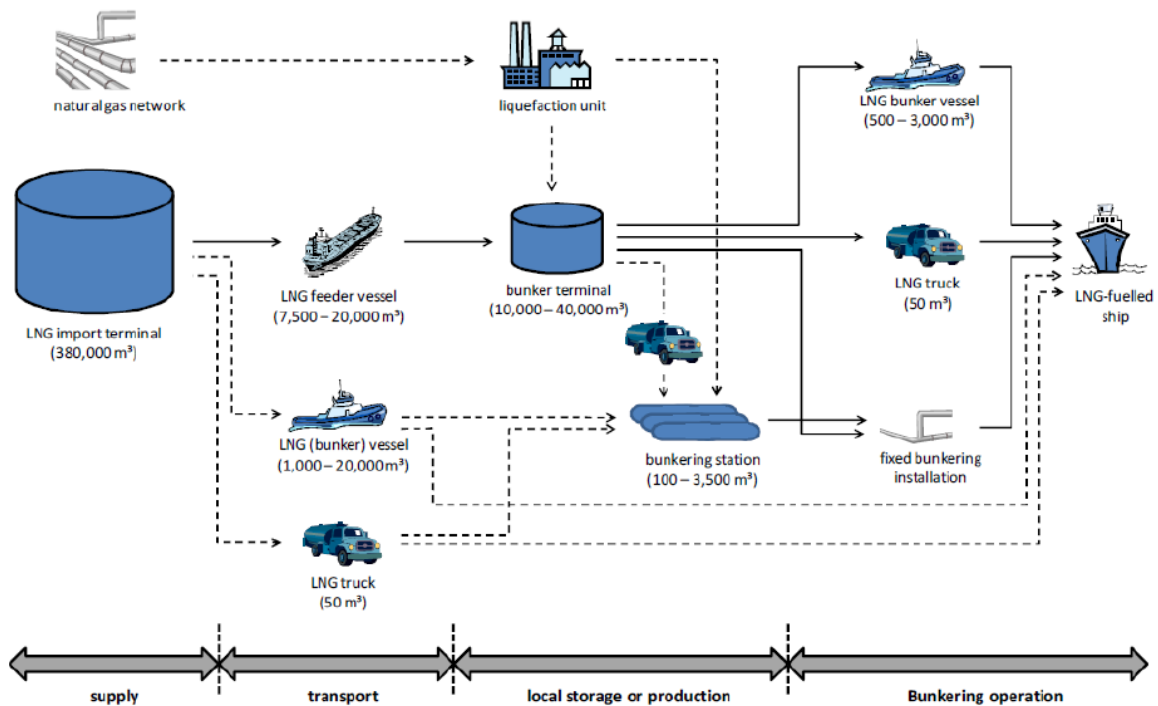 natural gas network
liquefaction unit
LNG bunker vessel
(500 – 3,000 m³)
LNG import terminal
(380,000 m³)
LNG feeder vessel
(7,500 – 20,000 m³)
bunker terminal
(10,000 – 40,000 m³)
LNG truck
(50 m³)
LNG-fuelled
ship
LNG (bunker) vessel
(1,000 – 20,000 m³)
bunkering station
(100 – 3,500 m³)
fixed bunkering
installation
LNG truck
(50 m³)
supply
transport
local storage or production
Bunkering operation